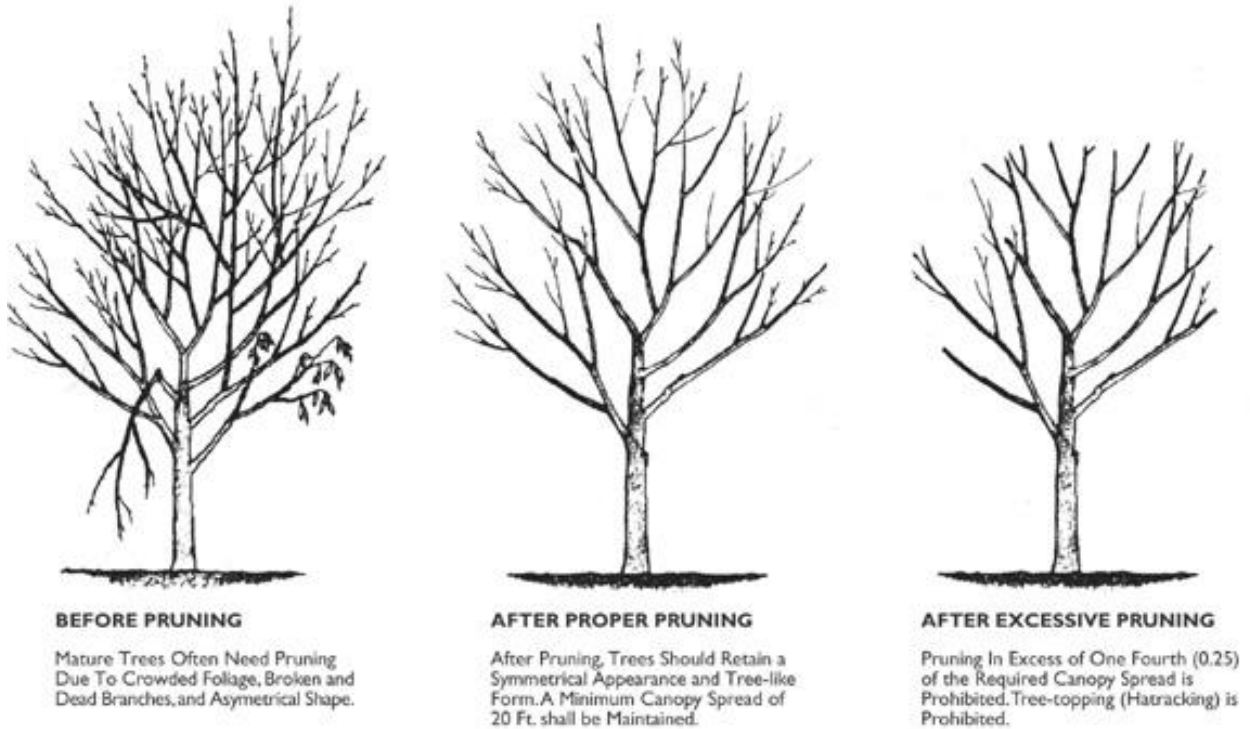 BEFORE PRUNING
Mature Trees Often Need Pruning
Due To Crowded Foliage, Broken and
Dead Branches, and Asymetrical Shape.
AFTER PROPER PRUNING
After Pruning, Trees Should Retain a
Symmetrical Appearance and Tree-like
Form. A Minimum Canopy Spread of
20 Ft. shall be Maintained.
AFTER EXCESSIVE PRUNING
Pruning In Excess of One Fourth (0.25)
of the Required Canopy Spread is
Prohibited. Tree-topping (Hatracking) is
Prohibited.